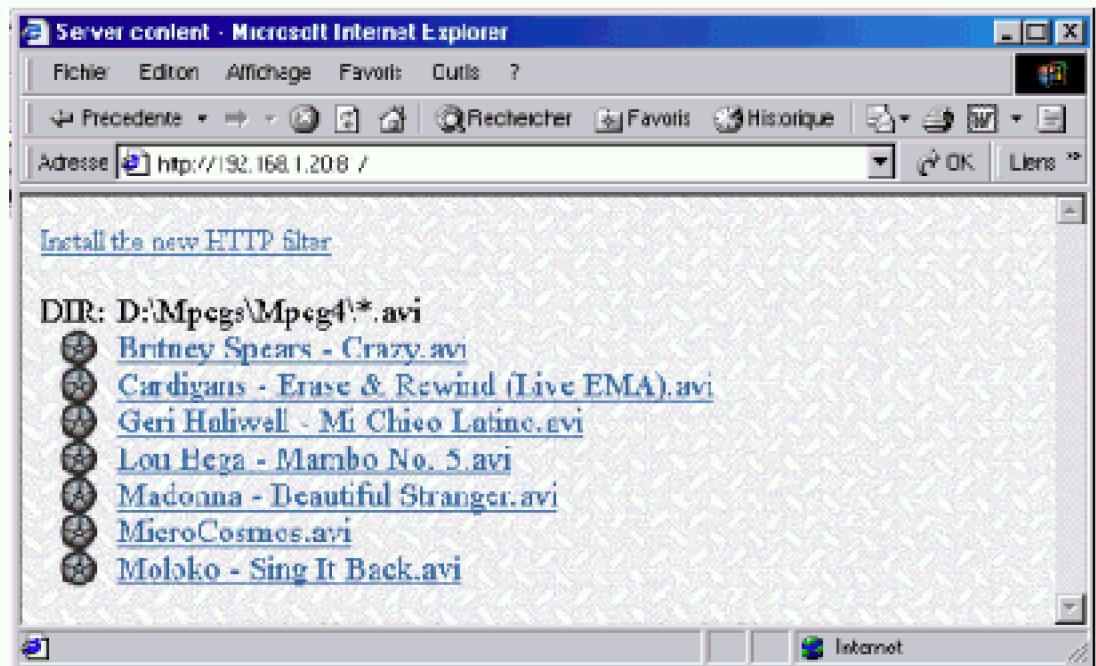 Server content - Microsoft Internet Explorer
Fichier Edition Affichage Favoris Outils ?
Précédente Rechercher Favoris Historique
Adresse http://192.168.1.20:8 / OK Liens »
Install the new HTTP filter
DIR: D:\Mpegs\Mpeg4\*.avi
Britney Spears - Crazy.avi
Cardigans - Erase & Rewind (Live EMA).avi
Geri Haliwell - Mi Chico Latino.avi
Lou Bega - Mambo No. 5.avi
Madonna - Beautiful Stranger.avi
MicroCosmos.avi
Moloko - Sing It Back.avi
Internet